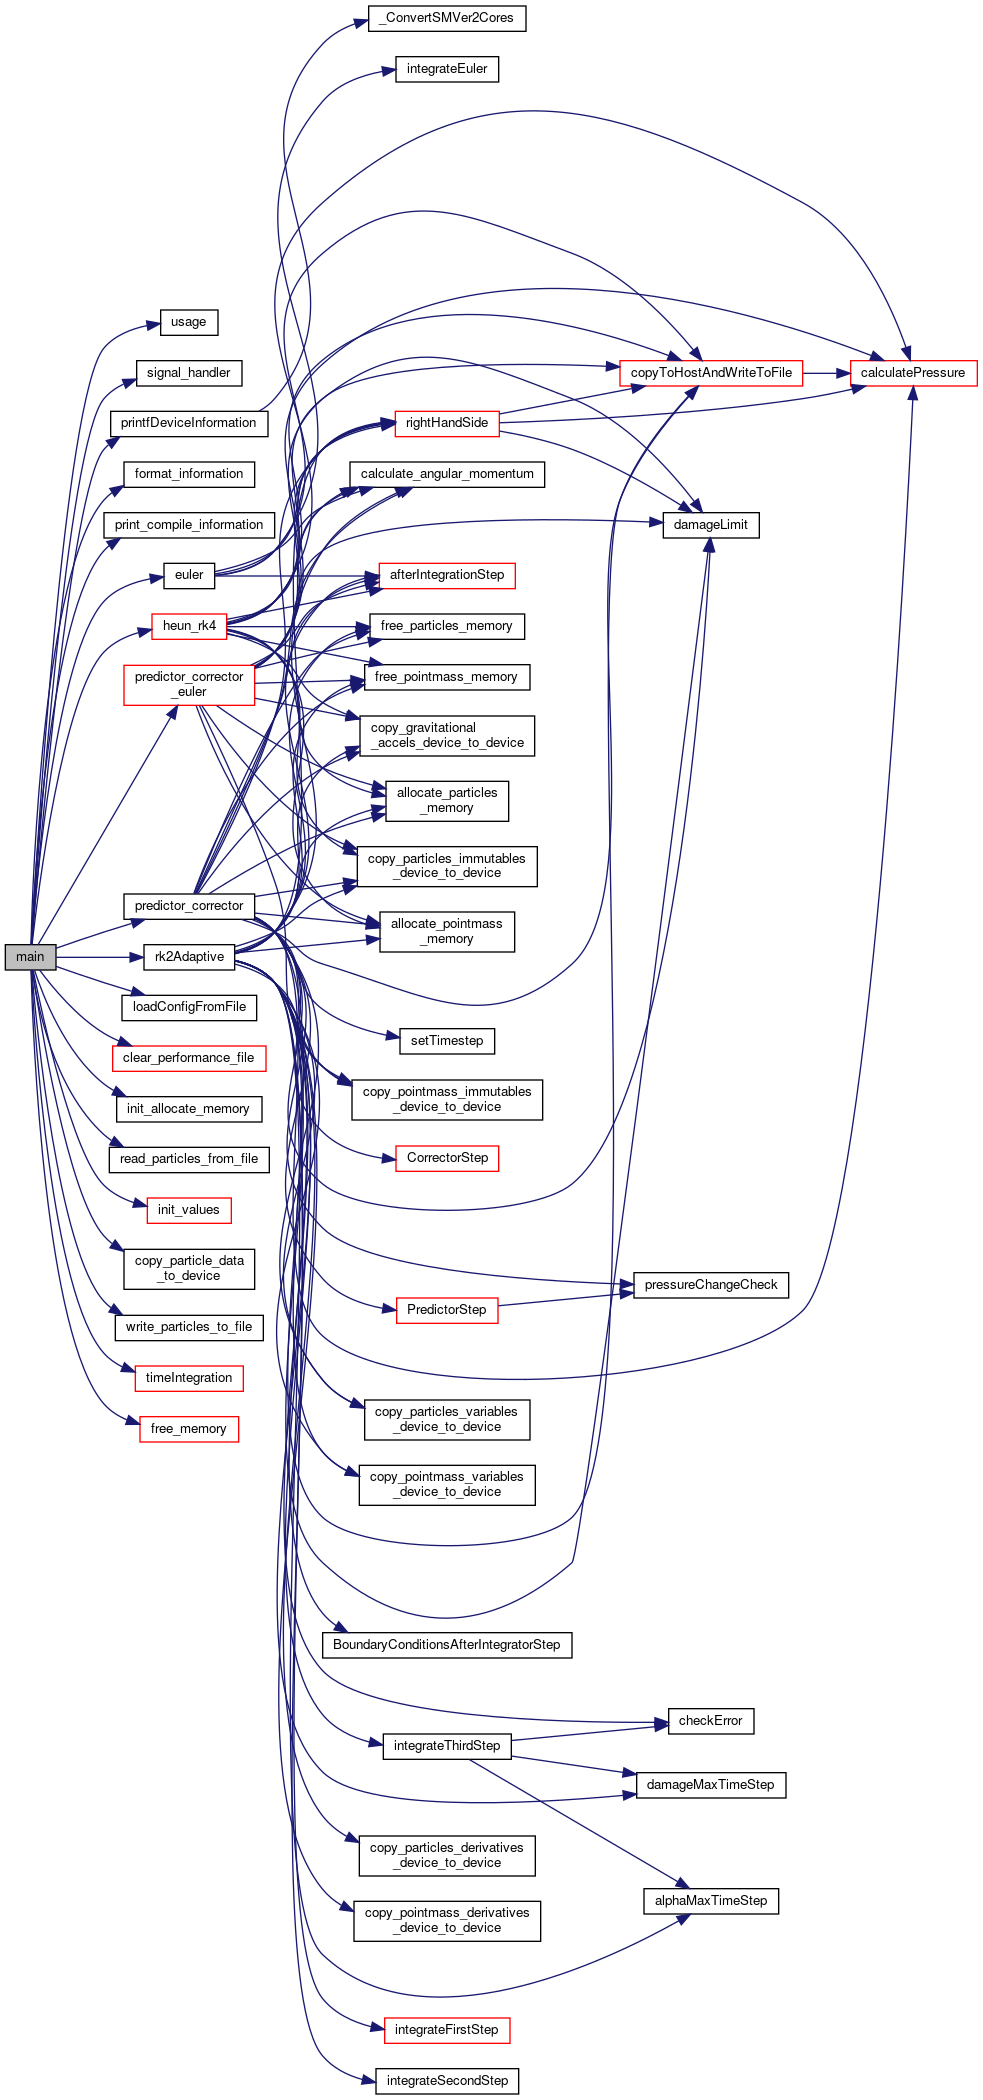 _ConvertSMVer2Cores
integrateEuler
usage
signal_handler
copyToHostAndWriteToFile
calculatePressure
printfDeviceInformation
rightHandSide
format_information
calculate_angular_momentum
print_compile_information
damageLimit
euler
afterIntegrationStep
heun_rk4
free_particles_memory
predictor_corrector
_euler
free_pointmass_memory
copy_gravitational
_accels_device_to_device
allocate_particles
_memory
copy_particles_immutables
_device_to_device
predictor_corrector
allocate_pointmass
_memory
main
rk2Adaptive
loadConfigFromFile
setTimestep
clear_performance_file
copy_pointmass_immutables
_device_to_device
init_allocate_memory
read_particles_from_file
CorrectorStep
init_values
copy_particle_data
_to_device
pressureChangeCheck
PredictorStep
write_particles_to_file
timeIntegration
copy_particles_variables
_device_to_device
free_memory
copy_pointmass_variables
_device_to_device
BoundaryConditionsAfterIntegratorStep
checkError
integrateThirdStep
damageMaxTimeStep
copy_particles_derivatives
_device_to_device
alphaMaxTimeStep
copy_pointmass_derivatives
_device_to_device
integrateFirstStep
integrateSecondStep